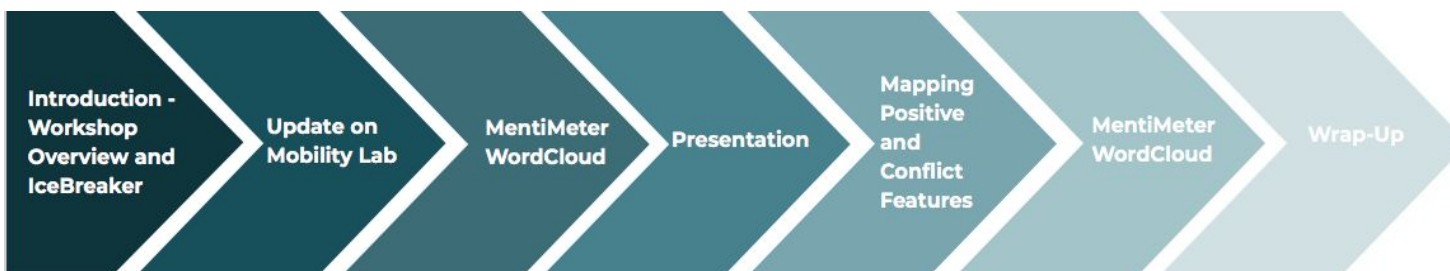 Introduction -
Workshop
Overview and
IceBreaker
Update on
Mobility Lab
MentiMeter
WordCloud
Presentation
Mapping
Positive
and
Conflict
Features
MentiMeter
WordCloud
Wrap-Up